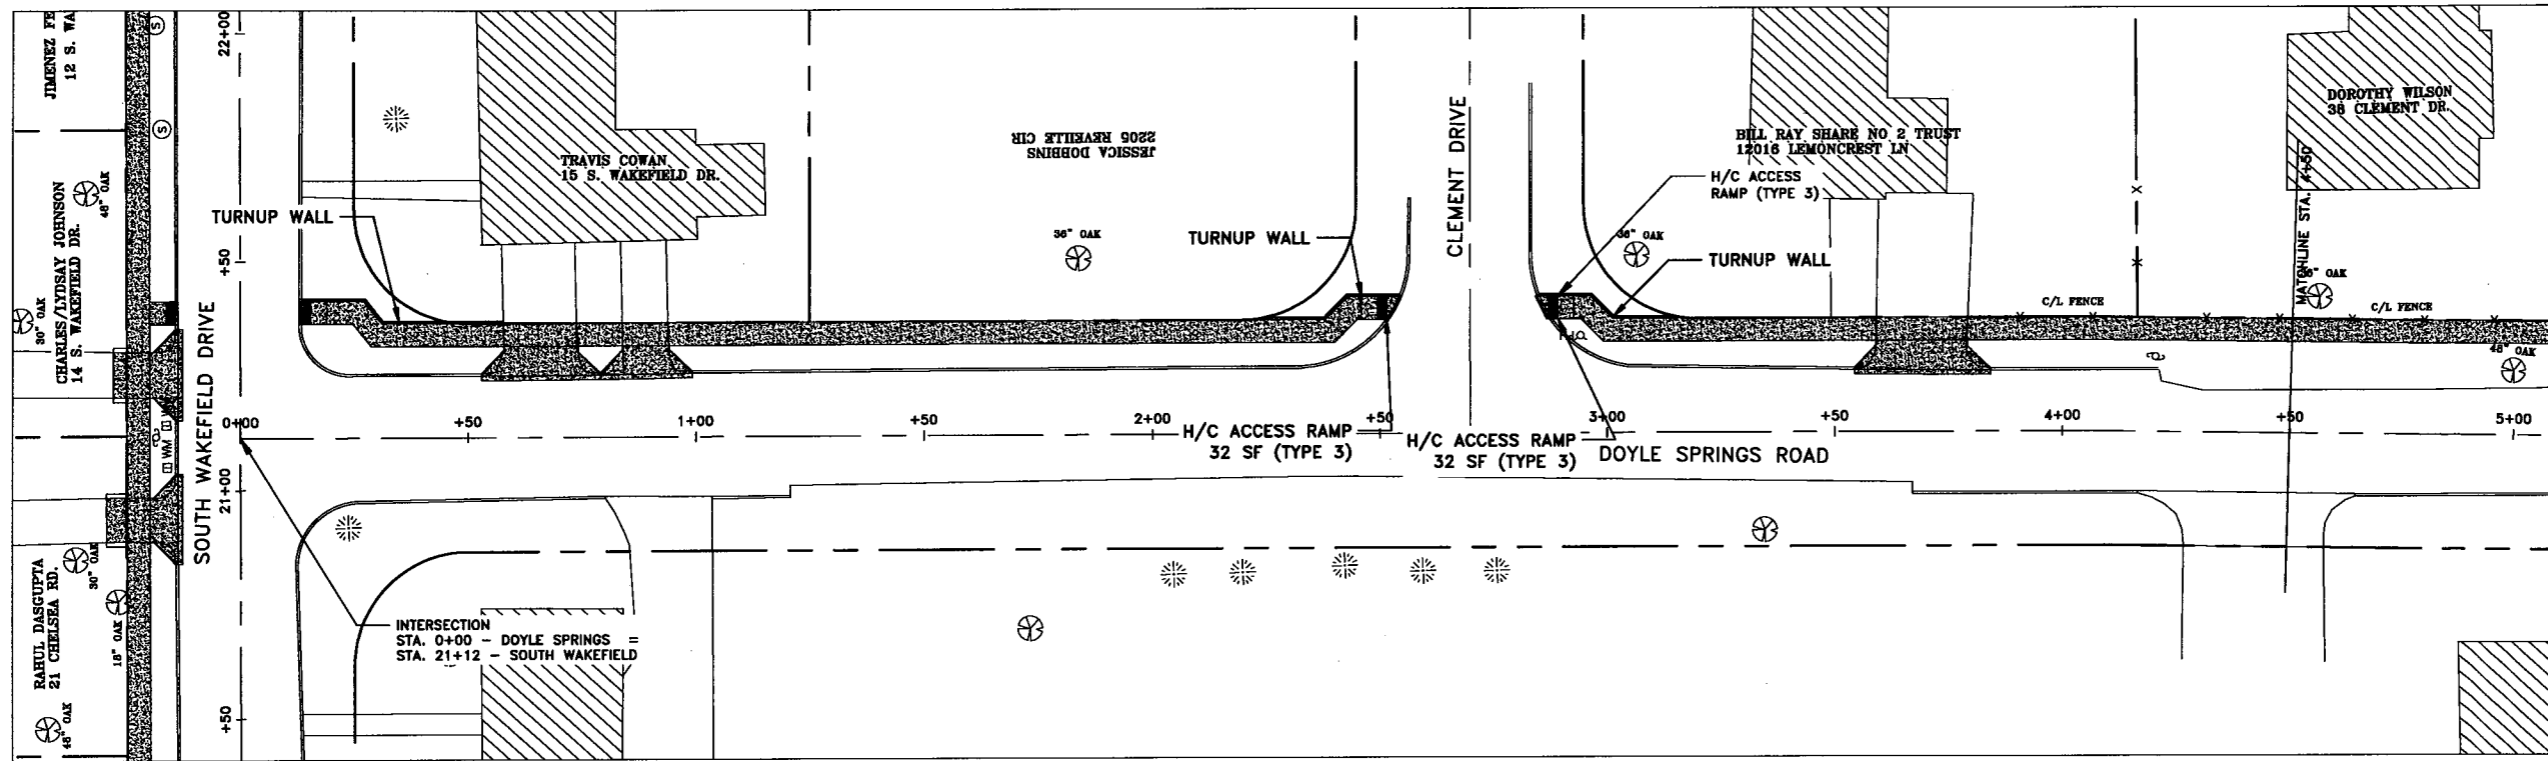 JIMENEZ FE
12 S. WA
S
S
22+00
48" OAK
CHARLES/LYDSAY JOHNSON
14 S. WAKEFIELD DR.
30" OAK
TURNUP WALL
+50
SOUTH WAKEFIELD DRIVE
WM
21+00
RAHUL DASGUPTA
21 CHELSEA RD.
30" OAK
18" OAK
48" OAK
+50
TRAVIS COWAN
15 S. WAKEFIELD DR.
JESSICA DOBBINS
2205 REVEILLE CIR
36" OAK
TURNUP WALL
CLEMENT DRIVE
BILL RAY SHARE NO 2 TRUST
12016 LEMONCREST LN
H/C ACCESS
RAMP (TYPE 3)
36" OAK
TURNUP WALL
DOROTHY WILSON
38 CLEMENT DR.
MATCHLINE STA. 4+50
C/L FENCE
C/L FENCE
48" OAK
0+00
+50
1+00
+50
2+00
+50
3+00
+50
4+00
+50
5+00
H/C ACCESS RAMP
32 SF (TYPE 3)
H/C ACCESS RAMP
32 SF (TYPE 3)
DOYLE SPRINGS ROAD
INTERSECTION
STA. 0+00 - DOYLE SPRINGS =
STA. 21+12 - SOUTH WAKEFIELD